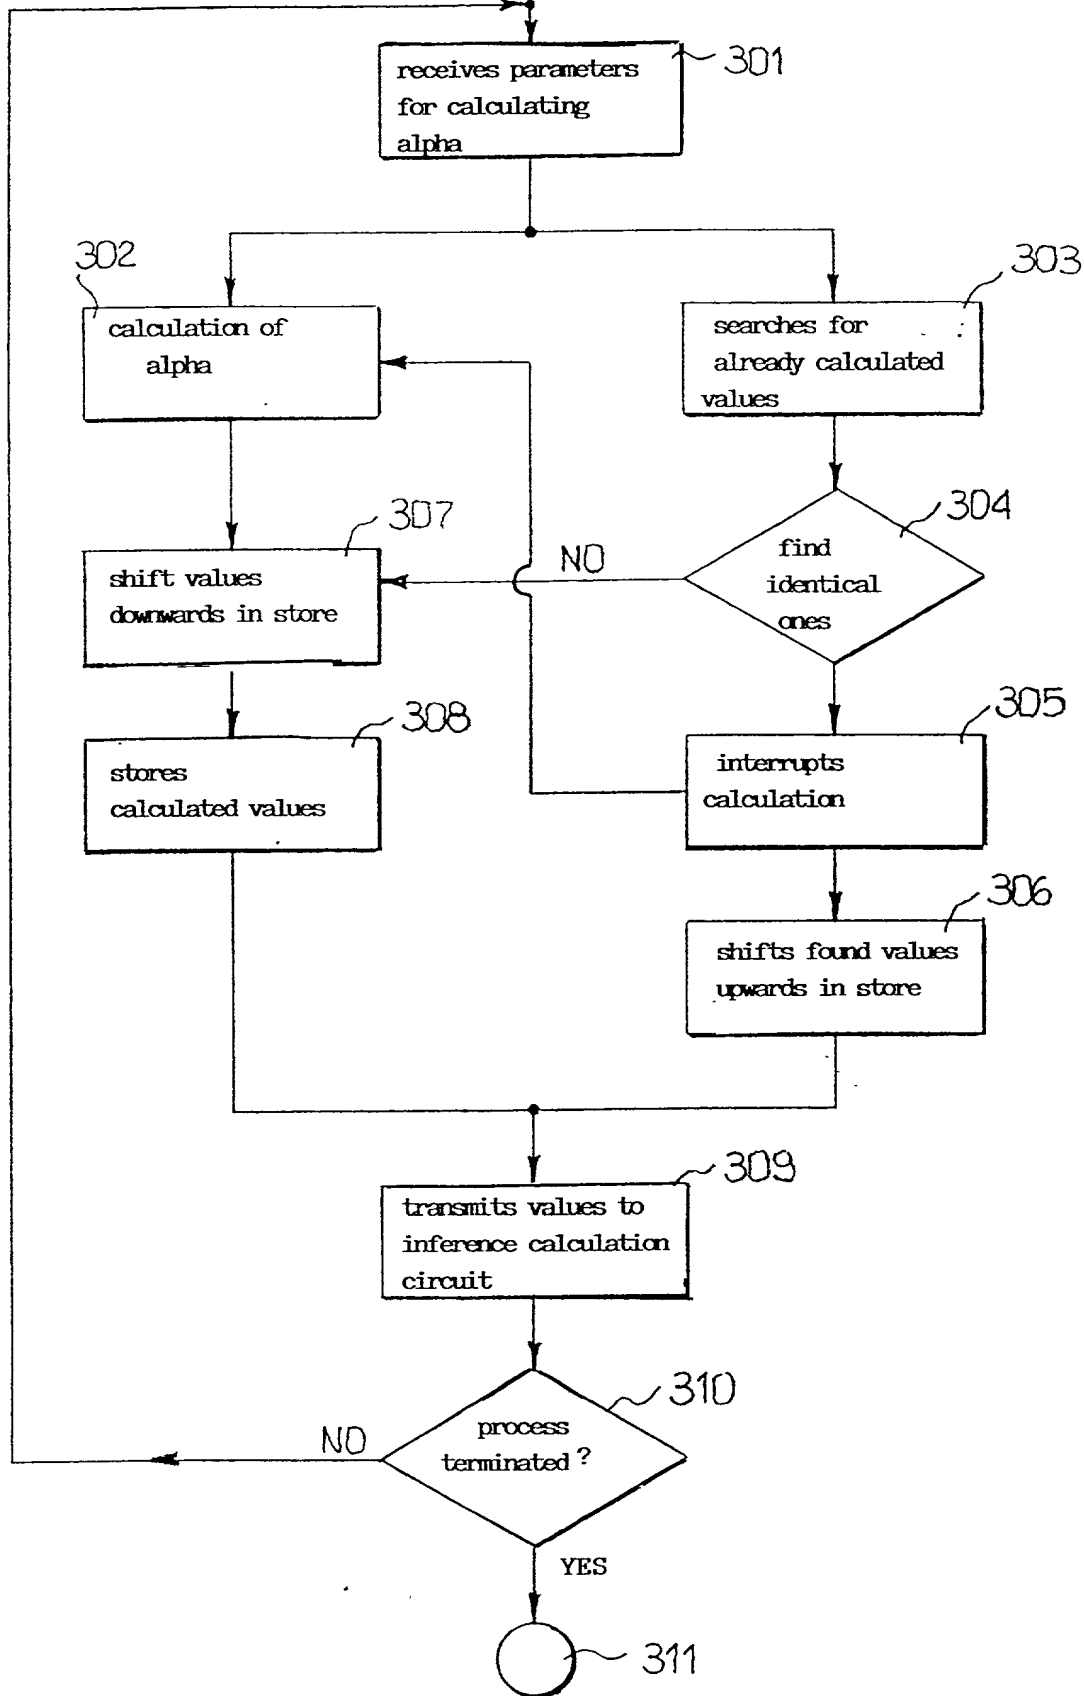 301
receives parameters
for calculating
alpha
302
303
calculation of
alpha
searches for
already calculated
values
307
304
NO
find
identical
ones
shift values
downwards in store
308
305
stores
calculated values
interrupts
calculation
306
shifts found values
upwards in store
309
transmits values to
inference calculation
circuit
310
NO
process
terminated?
YES
311